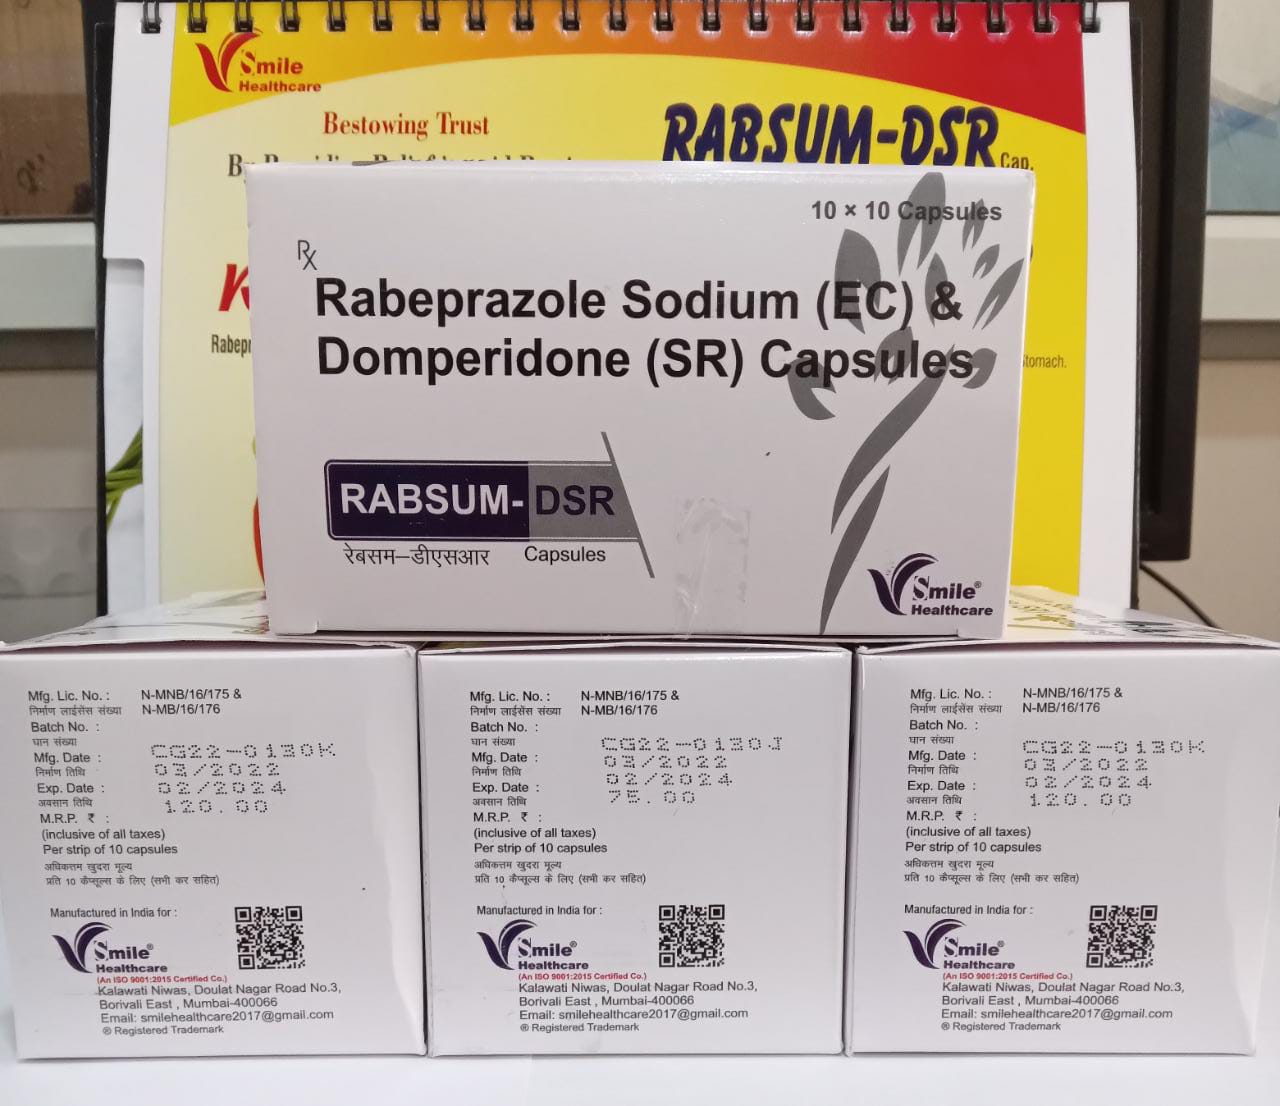 Smile
Healthcare
Bestowing Trust
RABSUM-DSR Cap.
tomach.
10 × 10 Capsules
Rx
Rabeprazole Sodium (EC) &
Domperidone (SR) Capsules
RABSUM-DSR
रेबसम–डीएसआर Capsules
Smile®
Healthcare
Mfg. Lic. No. : N-MNB/16/175 &
निर्माण लाईसेंस संख्या N-MB/16/176
Batch No. :
घान संख्या CG22-0130K
Mfg. Date : 03/2022
निर्माण तिथि
Exp. Date : 02/2024
अवसान तिथि 120.00
M.R.P. ₹ :
(inclusive of all taxes)
Per strip of 10 capsules
अधिकत्तम खुदरा मूल्य
प्रति 10 कैप्सूल्स के लिए (सभी कर सहित)
Manufactured in India for :
Smile®
Healthcare
(An ISO 9001:2015 Certified Co.)
Kalawati Niwas, Doulat Nagar Road No.3,
Borivali East , Mumbai-400066
Email: smilehealthcare2017@gmail.com
® Registered Trademark
Mfg. Lic. No. : N-MNB/16/175 &
निर्माण लाईसेंस संख्या N-MB/16/176
Batch No. :
घान संख्या CG22-0130J
Mfg. Date : 03/2022
निर्माण तिथि
Exp. Date : 02/2024
अवसान तिथि 75.00
M.R.P. ₹ :
(inclusive of all taxes)
Per strip of 10 capsules
अधिकत्तम खुदरा मूल्य
प्रति 10 कैप्सूल्स के लिए (सभी कर सहित)
Manufactured in India for :
Smile®
Healthcare
(An ISO 9001:2015 Certified Co.)
Kalawati Niwas, Doulat Nagar Road No.3,
Borivali East , Mumbai-400066
Email: smilehealthcare2017@gmail.com
® Registered Trademark
Mfg. Lic. No. : N-MNB/16/175 &
निर्माण लाईसेंस संख्या N-MB/16/176
Batch No. :
घान संख्या CG22-0130K
Mfg. Date : 03/2022
निर्माण तिथि
Exp. Date : 02/2024
अवसान तिथि 120.00
M.R.P. ₹ :
(inclusive of all taxes)
Per strip of 10 capsules
अधिकत्तम खुदरा मूल्य
प्रति 10 कैप्सूल्स के लिए (सभी कर सहित)
Manufactured in India for :
Smile®
Healthcare
(An ISO 9001:2015 Certified Co.)
Kalawati Niwas, Doulat Nagar Road No.3,
Borivali East , Mumbai-400066
Email: smilehealthcare2017@gmail.com
® Registered Trademark